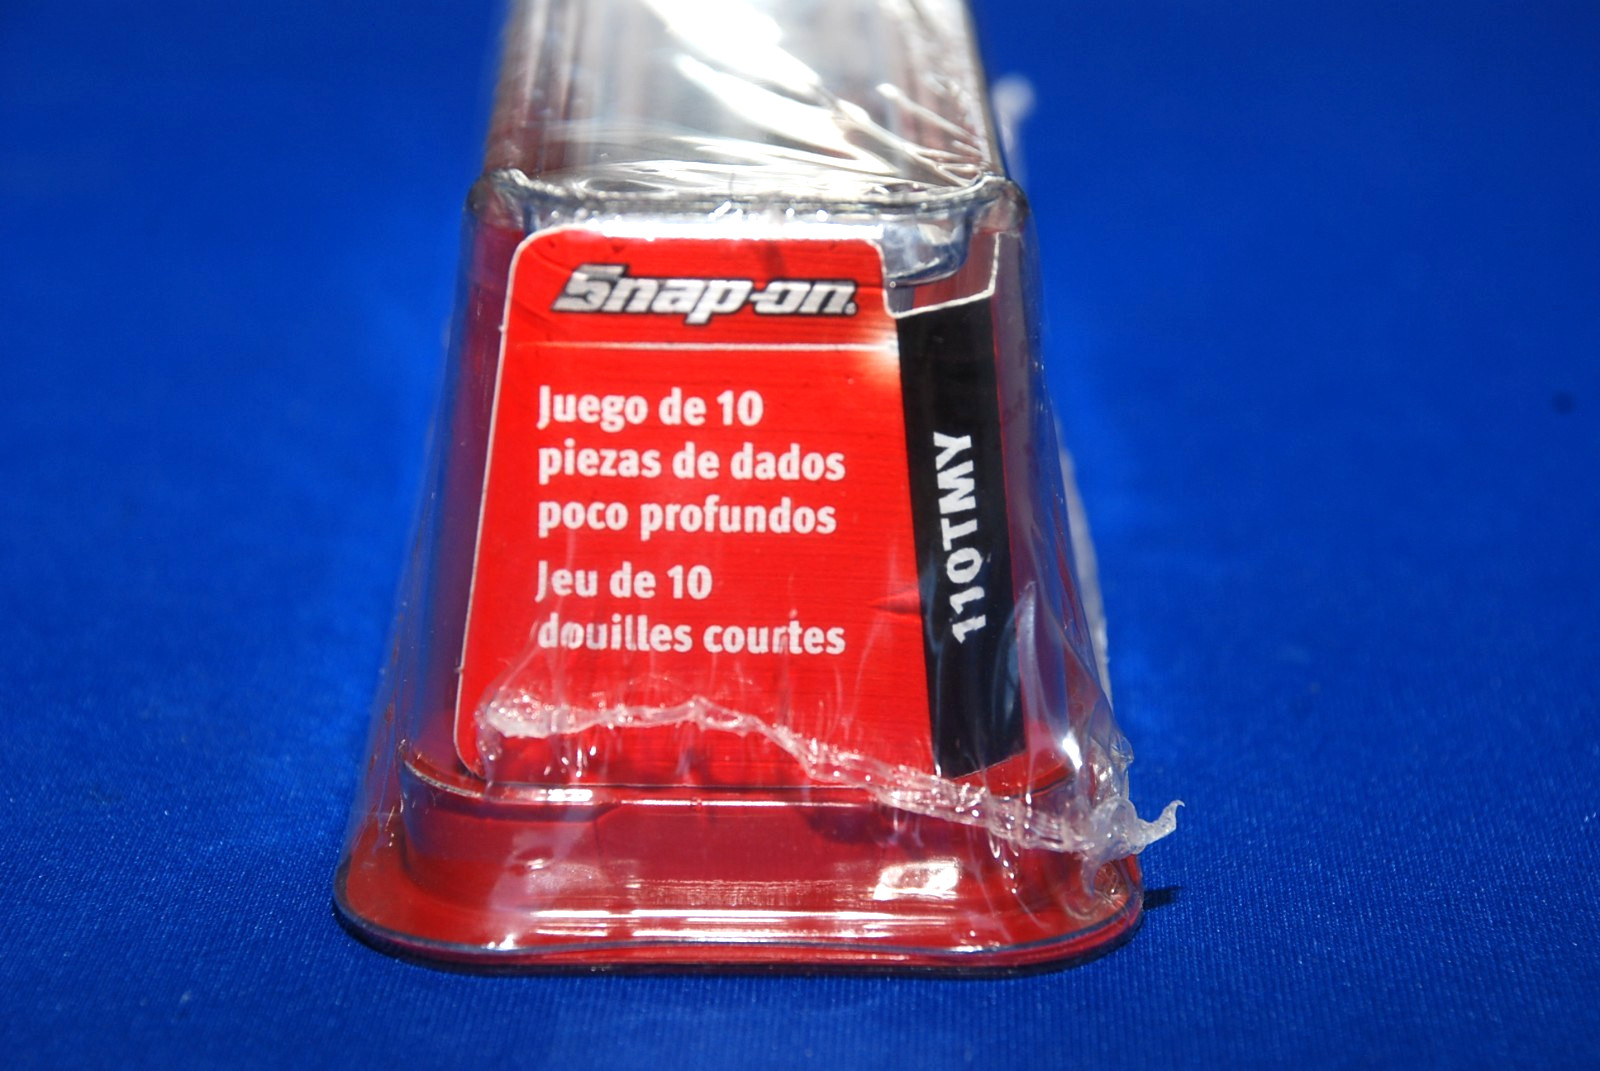 Snap-on
Juego de 10
piezas de dados
poco profundos
Jeu de 10
douilles courtes
110TMY